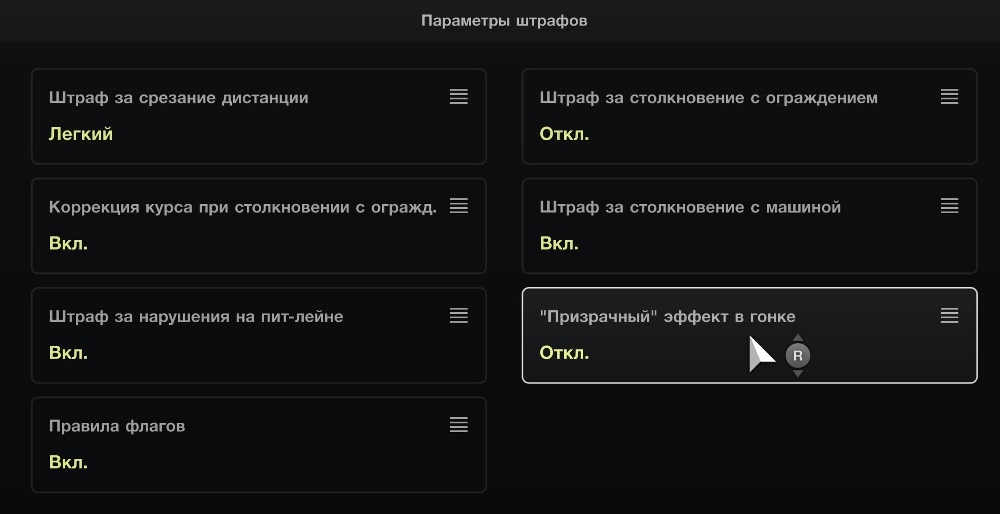 Параметры штрафов
Штраф за срезание дистанции
Легкий
Штраф за столкновение с ограждением
Откл.
Коррекция курса при столкновении с огражд.
Вкл.
Штраф за столкновение с машиной
Вкл.
Штраф за нарушения на пит-лейне
Вкл.
"Призрачный" эффект в гонке
Откл.
R
Правила флагов
Вкл.